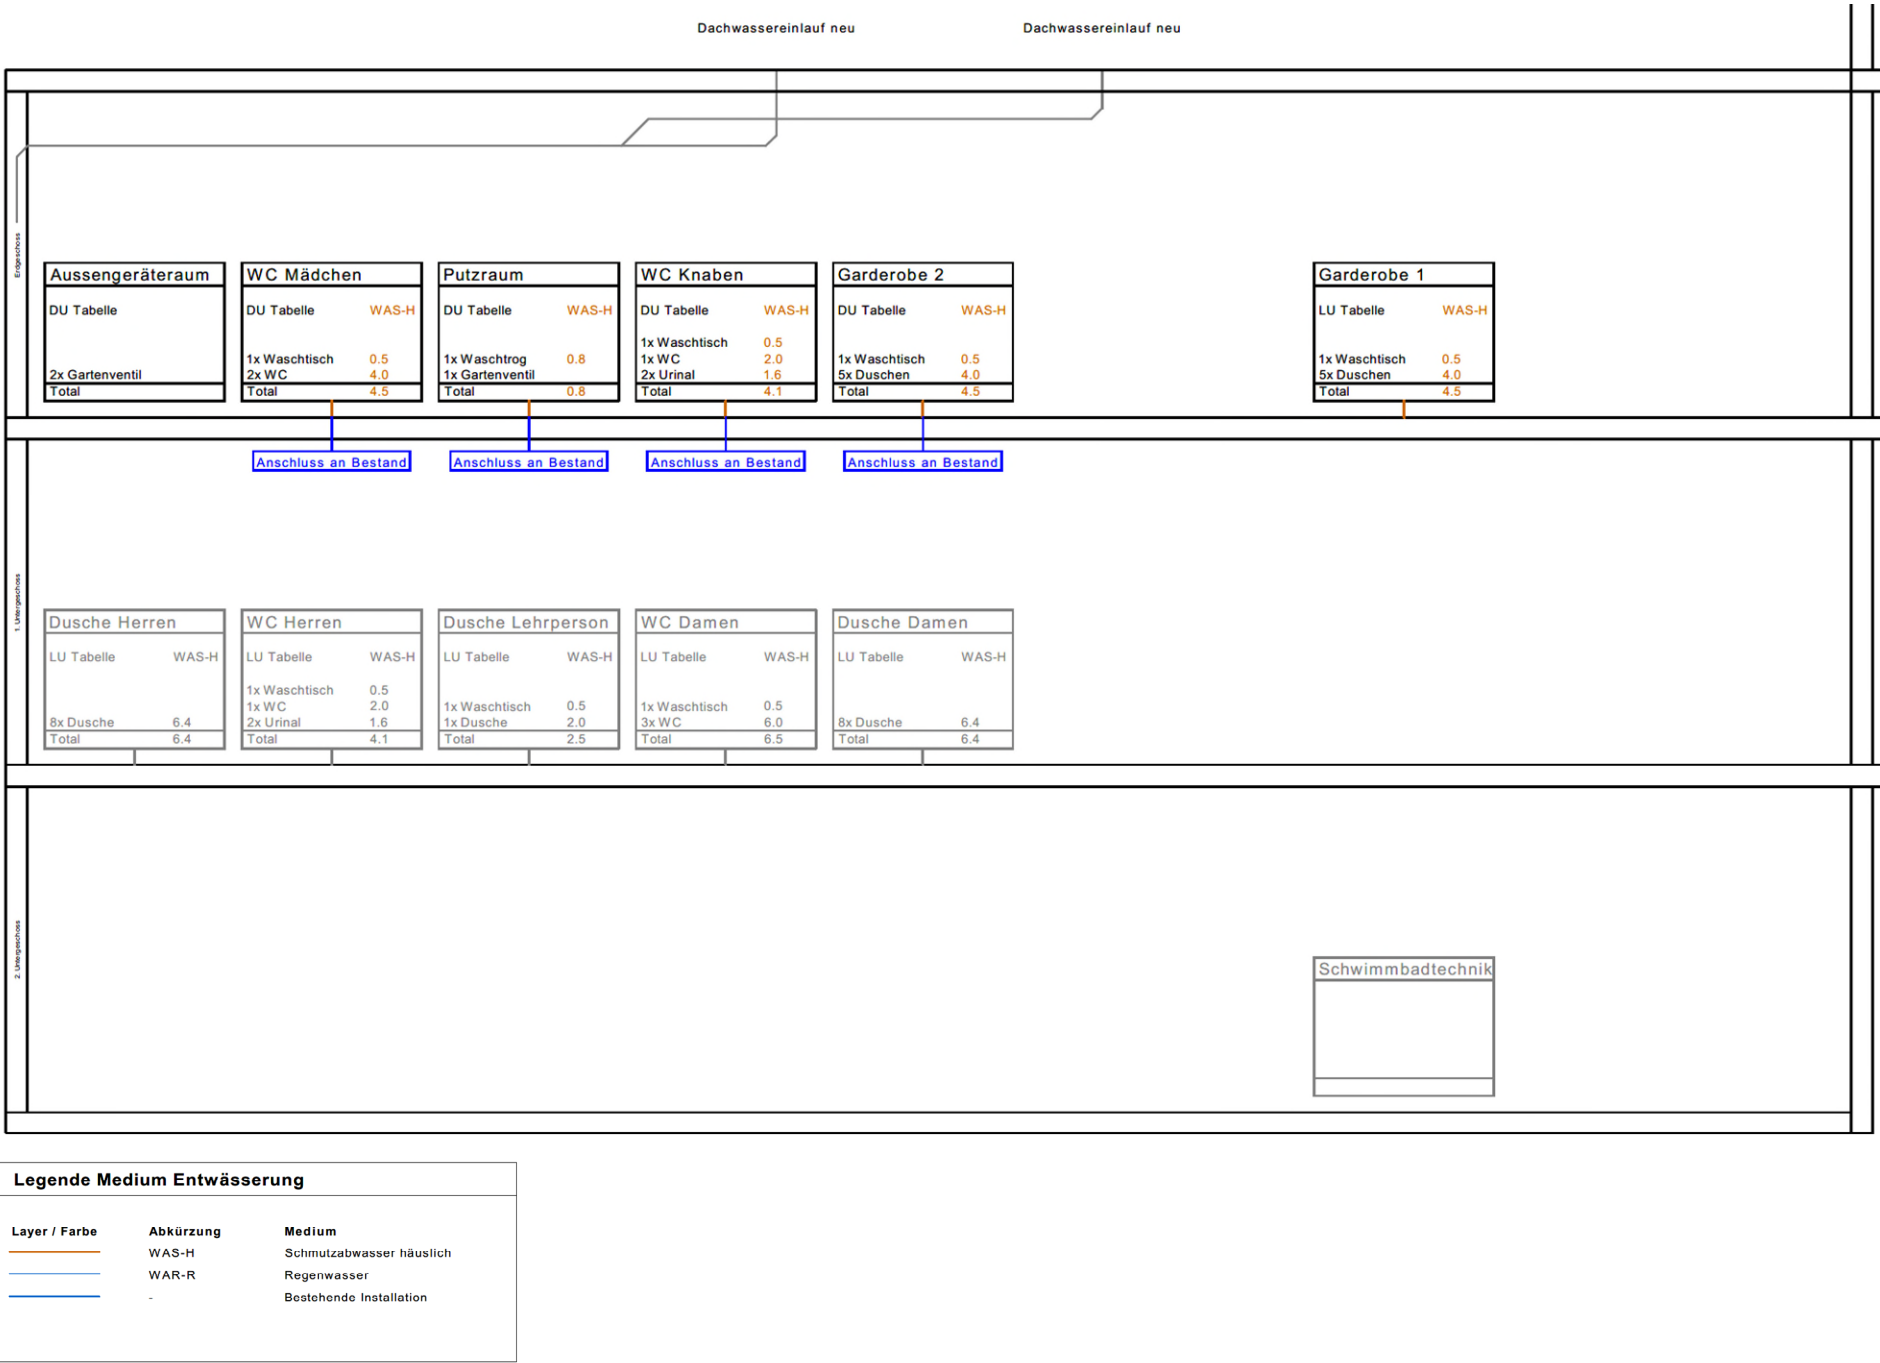 Dachwassereinlauf neu
Dachwassereinlauf neu
Erdgeschoss
Aussengeräteraum
DU Tabelle
2x Gartenventil
Total
WC Mädchen
DU Tabelle WAS-H
1x Waschtisch 0.5
2x WC 4.0
Total 4.5
Putzraum
DU Tabelle WAS-H
1x Waschtrog 0.8
1x Gartenventil
Total 0.8
WC Knaben
DU Tabelle WAS-H
1x Waschtisch 0.5
1x WC 2.0
2x Urinal 1.6
Total 4.1
Garderobe 2
DU Tabelle WAS-H
1x Waschtisch 0.5
5x Duschen 4.0
Total 4.5
Garderobe 1
LU Tabelle WAS-H
1x Waschtisch 0.5
5x Duschen 4.0
Total 4.5
Anschluss an Bestand
Anschluss an Bestand
Anschluss an Bestand
Anschluss an Bestand
1. Untergeschoss
Dusche Herren
LU Tabelle WAS-H
8x Dusche 6.4
Total 6.4
WC Herren
LU Tabelle WAS-H
1x Waschtisch 0.5
1x WC 2.0
2x Urinal 1.6
Total 4.1
Dusche Lehrperson
LU Tabelle WAS-H
1x Waschtisch 0.5
1x Dusche 2.0
Total 2.5
WC Damen
LU Tabelle WAS-H
1x Waschtisch 0.5
3x WC 6.0
Total 6.5
Dusche Damen
LU Tabelle WAS-H
8x Dusche 6.4
Total 6.4
2. Untergeschoss
Schwimmbadtechnik
Legende Medium Entwässerung
Layer / Farbe Abkürzung Medium
WAS-H Schmutzabwasser häuslich
WAR-R Regenwasser
- Bestehende Installation